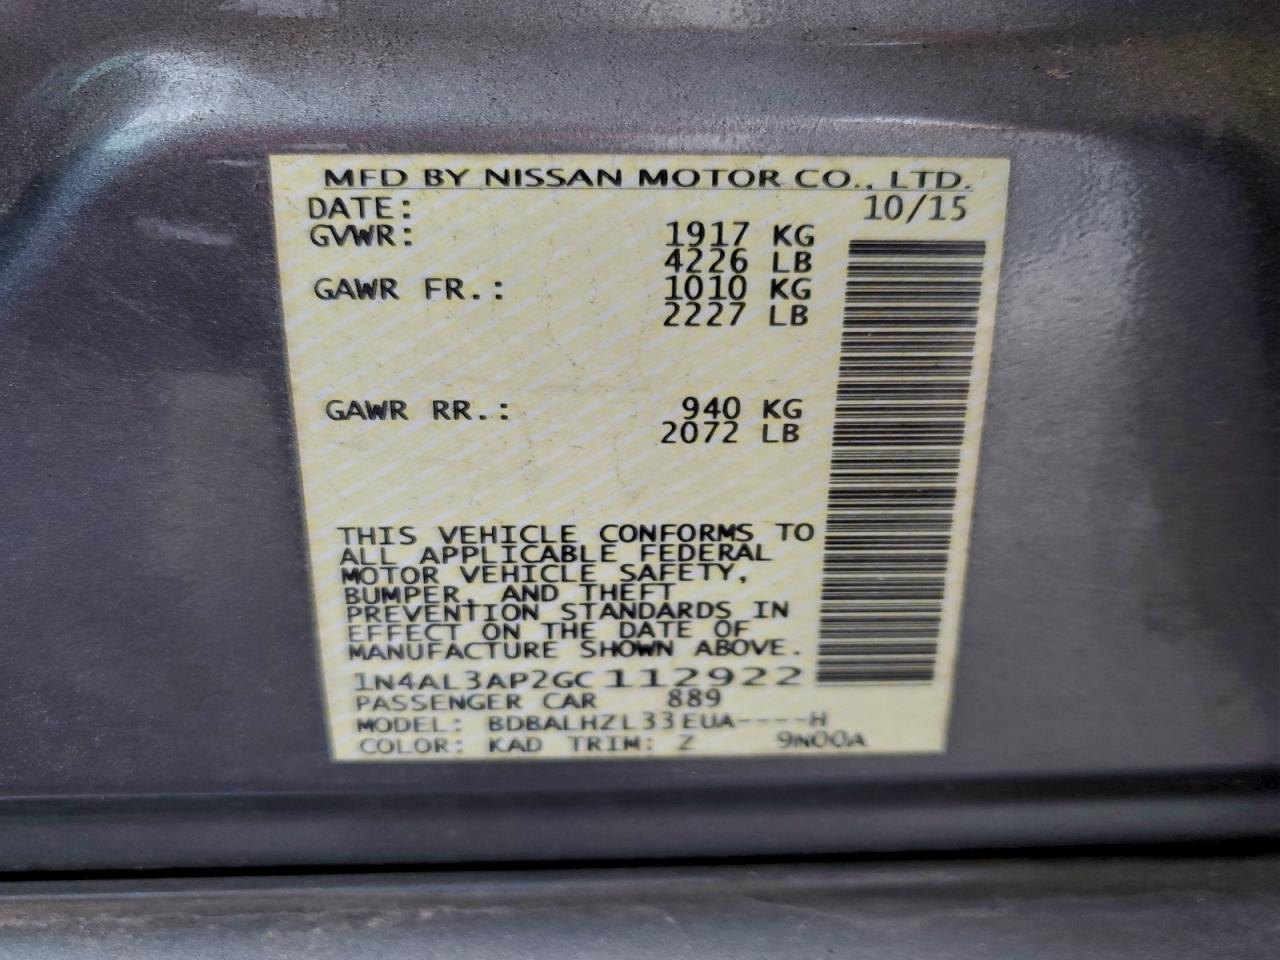 MFD BY NISSAN MOTOR CO., LTD.
DATE: 10/15
GVWR: 1917 KG
4226 LB
GAWR FR.: 1010 KG
2227 LB
GAWR RR.: 940 KG
2072 LB
THIS VEHICLE CONFORMS TO
ALL APPLICABLE FEDERAL
MOTOR VEHICLE SAFETY,
BUMPER, AND THEFT
PREVENTION STANDARDS IN
EFFECT ON THE DATE OF
MANUFACTURE SHOWN ABOVE.
1N4AL3AP2GC112922
PASSENGER CAR 889
MODEL: BDBALHZL33EUA----H
COLOR: KAD TRIM: Z 9N00A